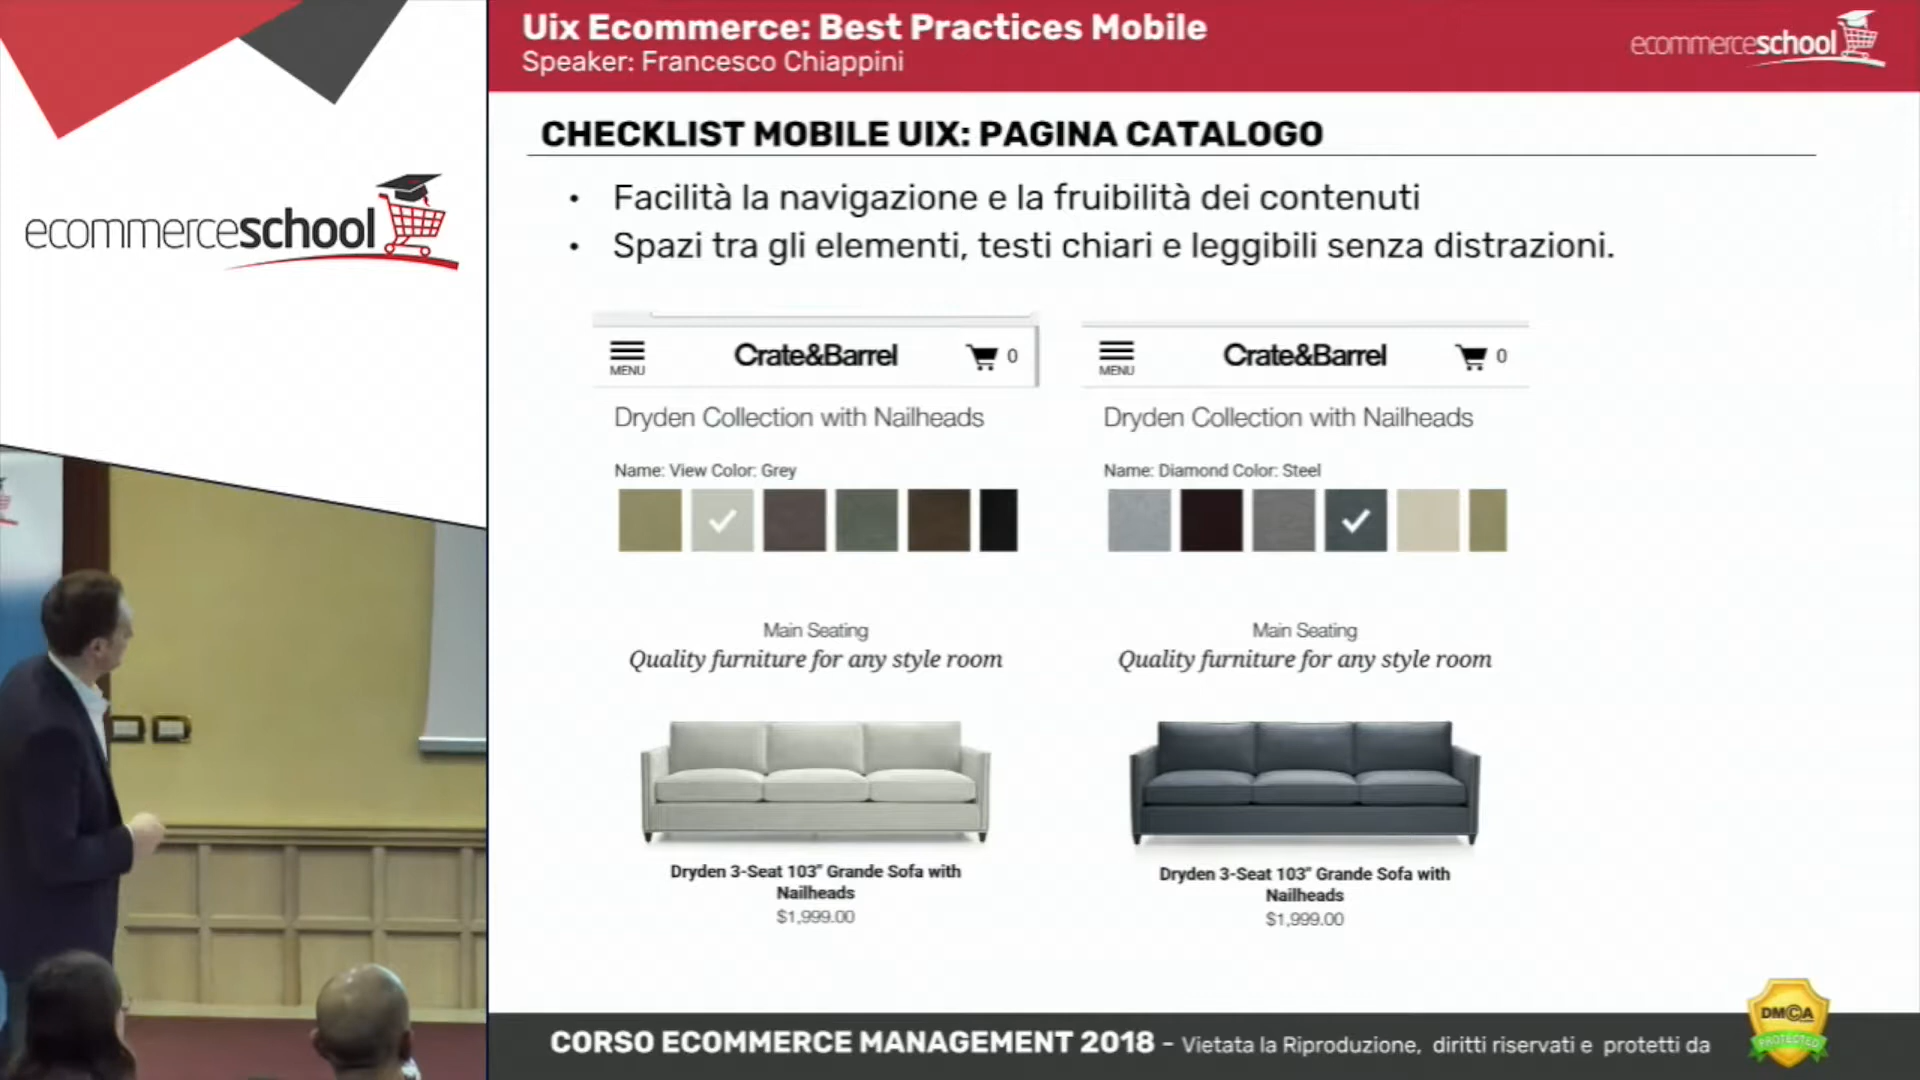 Uix Ecommerce: Best Practices Mobile
Speaker: Francesco Chiappini
ecommerceschool
ecommerceschool
CHECKLIST MOBILE UIX: PAGINA CATALOGO
• Facilità la navigazione e la fruibilità dei contenuti
• Spazi tra gli elementi, testi chiari e leggibili senza distrazioni.
MENU
Crate&Barrel
0
Dryden Collection with Nailheads
Name: View Color: Grey
Main Seating
Quality furniture for any style room
Dryden 3-Seat 103" Grande Sofa with
Nailheads
$1,999.00
MENU
Crate&Barrel
0
Dryden Collection with Nailheads
Name: Diamond Color: Steel
Main Seating
Quality furniture for any style room
Dryden 3-Seat 103" Grande Sofa with
Nailheads
$1,999.00
CORSO ECOMMERCE MANAGEMENT 2018 - Vietata la Riproduzione, diritti riservati e protetti da
DMCA
PROTECTED